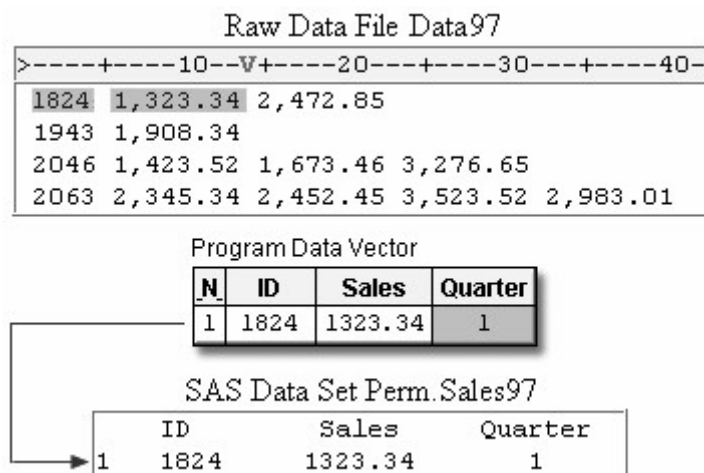 Raw Data File Data97
>----+----10--V+----20---+----30---+----40-
1824 1,323.34 2,472.85
1943 1,908.34
2046 1,423.52 1,673.46 3,276.65
2063 2,345.34 2,452.45 3,523.52 2,983.01
Program Data Vector
_N_ ID Sales Quarter
1 1824 1323.34 1
SAS Data Set Perm.Sales97
ID Sales Quarter
1 1824 1323.34 1